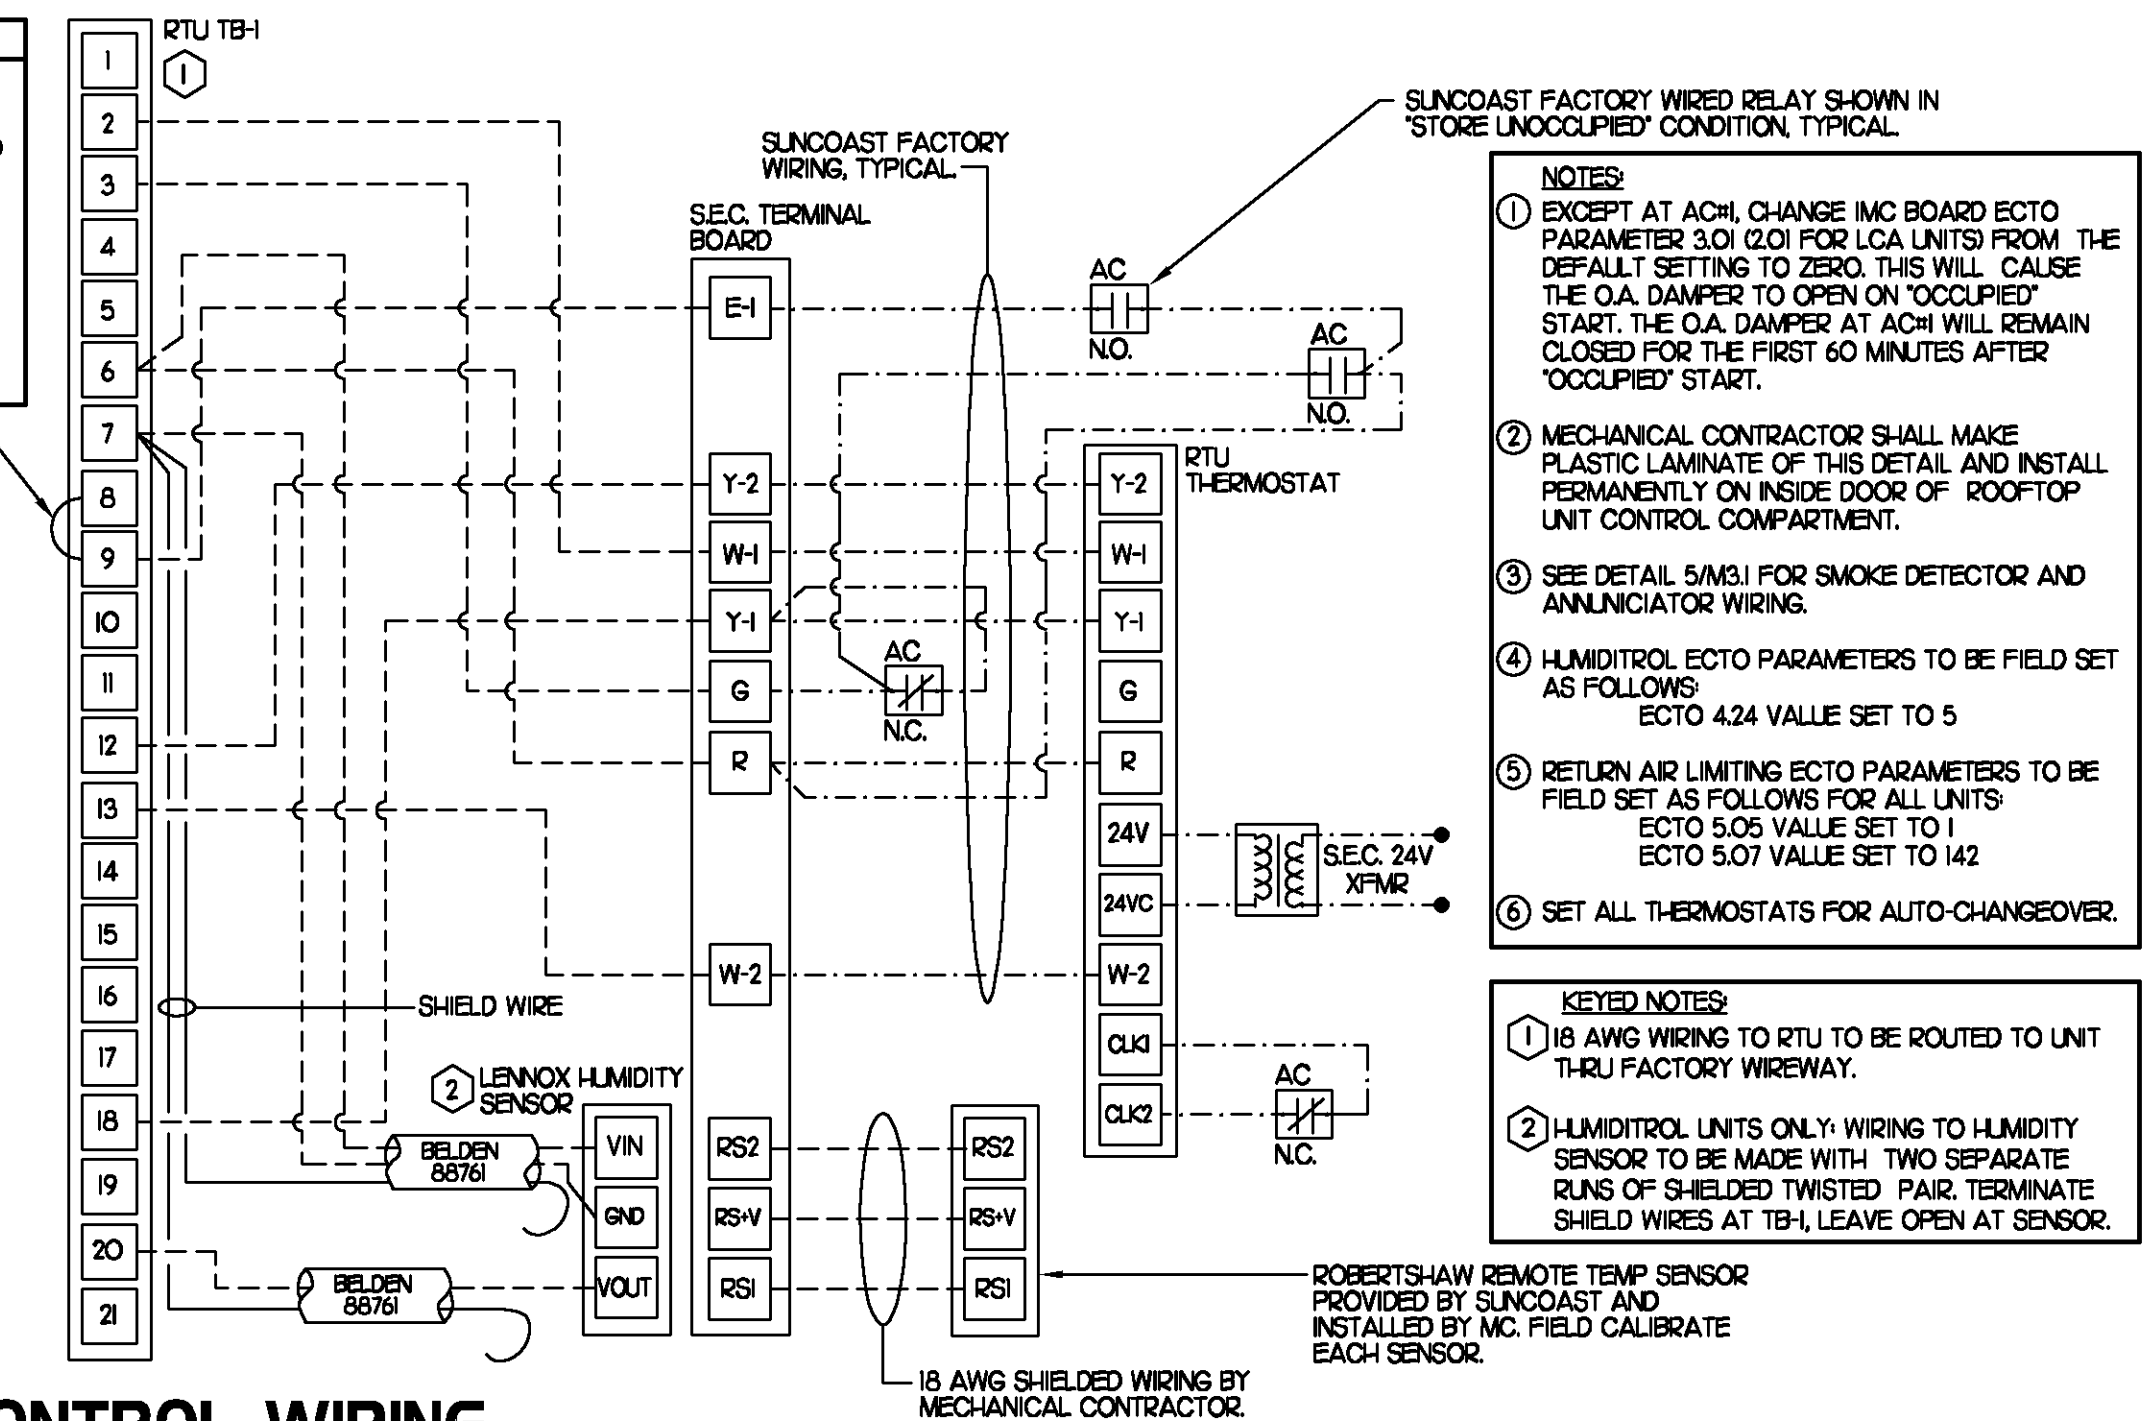 RTU TB-1
1
1
2
3
4
5
6
7
8
9
10
11
12
13
14
15
16
17
18
19
20
21
SUNCOAST FACTORY
WIRING, TYPICAL.
S.E.C. TERMINAL
BOARD
E-1
Y-2
W-1
Y-1
G
R
W-2
RS2
RS+V
RS1
AC
N.O.
AC
N.O.
AC
N.C.
SUNCOAST FACTORY WIRED RELAY SHOWN IN
"STORE UNOCCUPIED" CONDITION, TYPICAL.
RTU
THERMOSTAT
Y-2
W-1
Y-1
G
R
24V
24VC
W-2
CLK1
CLK2
S.E.C. 24V
XFMR
AC
N.C.
SHIELD WIRE
2
LENNOX HUMIDITY
SENSOR
VIN
GND
VOUT
BELDEN
88761
BELDEN
88761
RS2
RS+V
RS1
18 AWG SHIELDED WIRING BY
MECHANICAL CONTRACTOR.
ROBERTSHAW REMOTE TEMP SENSOR
PROVIDED BY SUNCOAST AND
INSTALLED BY MC. FIELD CALIBRATE
EACH SENSOR.
NOTES:
1 EXCEPT AT AC#1, CHANGE IMC BOARD ECTO
PARAMETER 3.01 (2.01 FOR LCA UNITS) FROM THE
DEFAULT SETTING TO ZERO. THIS WILL CAUSE
THE O.A. DAMPER TO OPEN ON "OCCUPIED"
START. THE O.A. DAMPER AT AC#1 WILL REMAIN
CLOSED FOR THE FIRST 60 MINUTES AFTER
"OCCUPIED" START.
2 MECHANICAL CONTRACTOR SHALL MAKE
PLASTIC LAMINATE OF THIS DETAIL AND INSTALL
PERMANENTLY ON INSIDE DOOR OF ROOFTOP
UNIT CONTROL COMPARTMENT.
3 SEE DETAIL 5/M3.1 FOR SMOKE DETECTOR AND
ANNUNICIATOR WIRING.
4 HUMIDITROL ECTO PARAMETERS TO BE FIELD SET
AS FOLLOWS:
ECTO 4.24 VALUE SET TO 5
5 RETURN AIR LIMITING ECTO PARAMETERS TO BE
FIELD SET AS FOLLOWS FOR ALL UNITS:
ECTO 5.05 VALUE SET TO 1
ECTO 5.07 VALUE SET TO 142
6 SET ALL THERMOSTATS FOR AUTO-CHANGEOVER.
KEYED NOTES:
1 18 AWG WIRING TO RTU TO BE ROUTED TO UNIT
THRU FACTORY WIREWAY.
2 HUMIDITROL UNITS ONLY: WIRING TO HUMIDITY
SENSOR TO BE MADE WITH TWO SEPARATE
RUNS OF SHIELDED TWISTED PAIR. TERMINATE
SHIELD WIRES AT TB-1, LEAVE OPEN AT SENSOR.